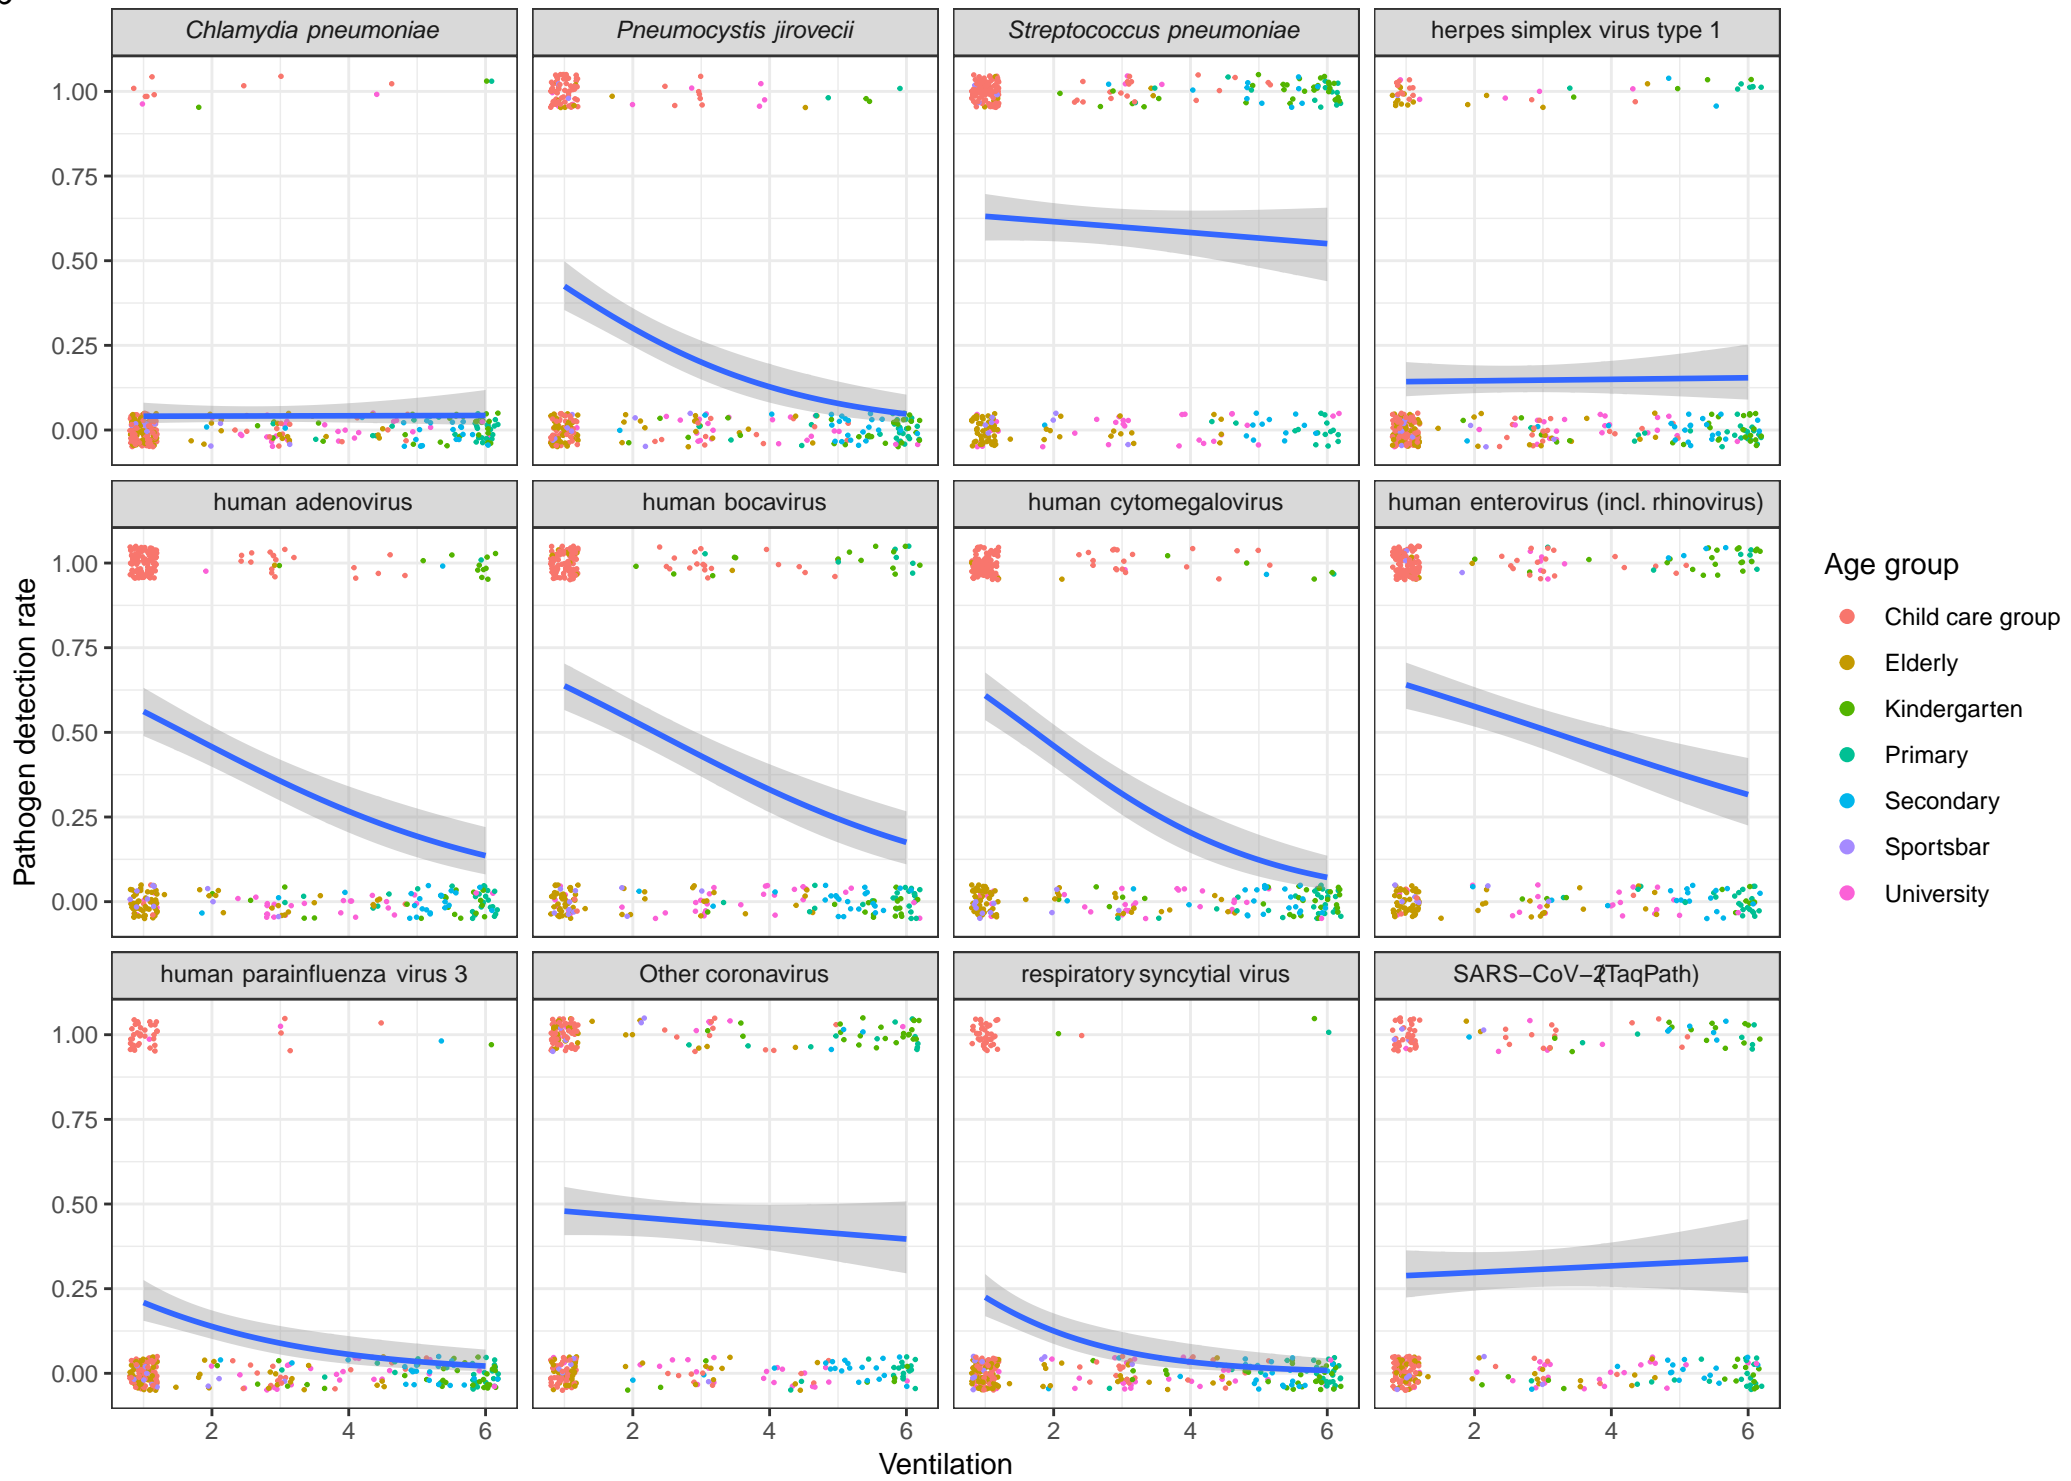 Chlamydia pneumoniae
Pneumocystis jirovecii
Streptococcus pneumoniae
herpes simplex virus type 1
1.00
0.75
0.50
0.25
0.00
human adenovirus
human bocavirus
human cytomegalovirus
human enterovirus (incl. rhinovirus)
1.00
0.75
0.50
0.25
0.00
human parainfluenza virus 3
Other coronavirus
respiratory syncytial virus
SARS−CoV−2(TaqPath)
1.00
0.75
0.50
0.25
0.00
2 4 6
2 4 6
2 4 6
2 4 6
Ventilation
Pathogen detection rate
Age group
Child care group
Elderly
Kindergarten
Primary
Secondary
Sportsbar
University